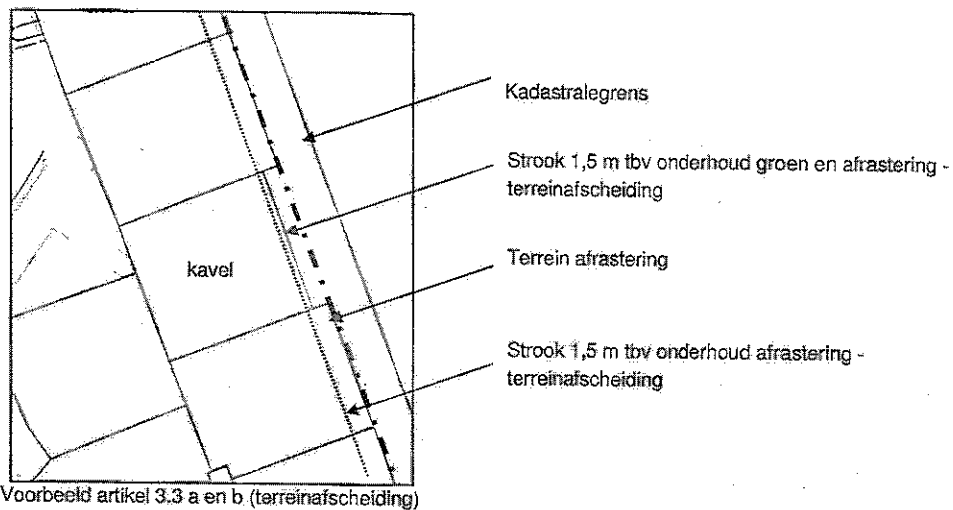 Kadastralegrens
Strook 1,5 m tbv onderhoud groen en afrastering -
terreinafscheiding
kavel
Terrein afrastering
Strook 1,5 m tbv onderhoud afrastering -
terreinafscheiding
Voorbeeld artikel 3.3 a en b (terreinafscheiding)